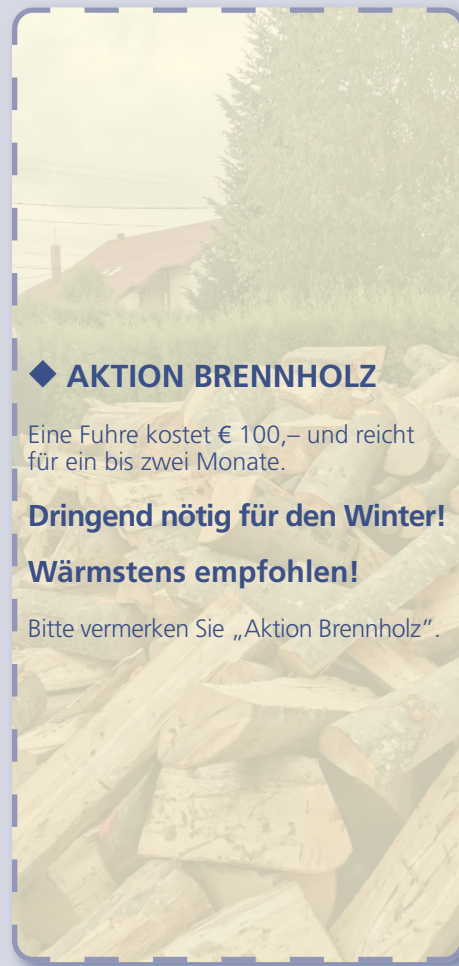 ◆ AKTION BRENNHOLZ
Eine Fuhre kostet € 100,– und reicht
für ein bis zwei Monate.
Dringend nötig für den Winter!
Wärmstens empfohlen!
Bitte vermerken Sie „Aktion Brennholz“.